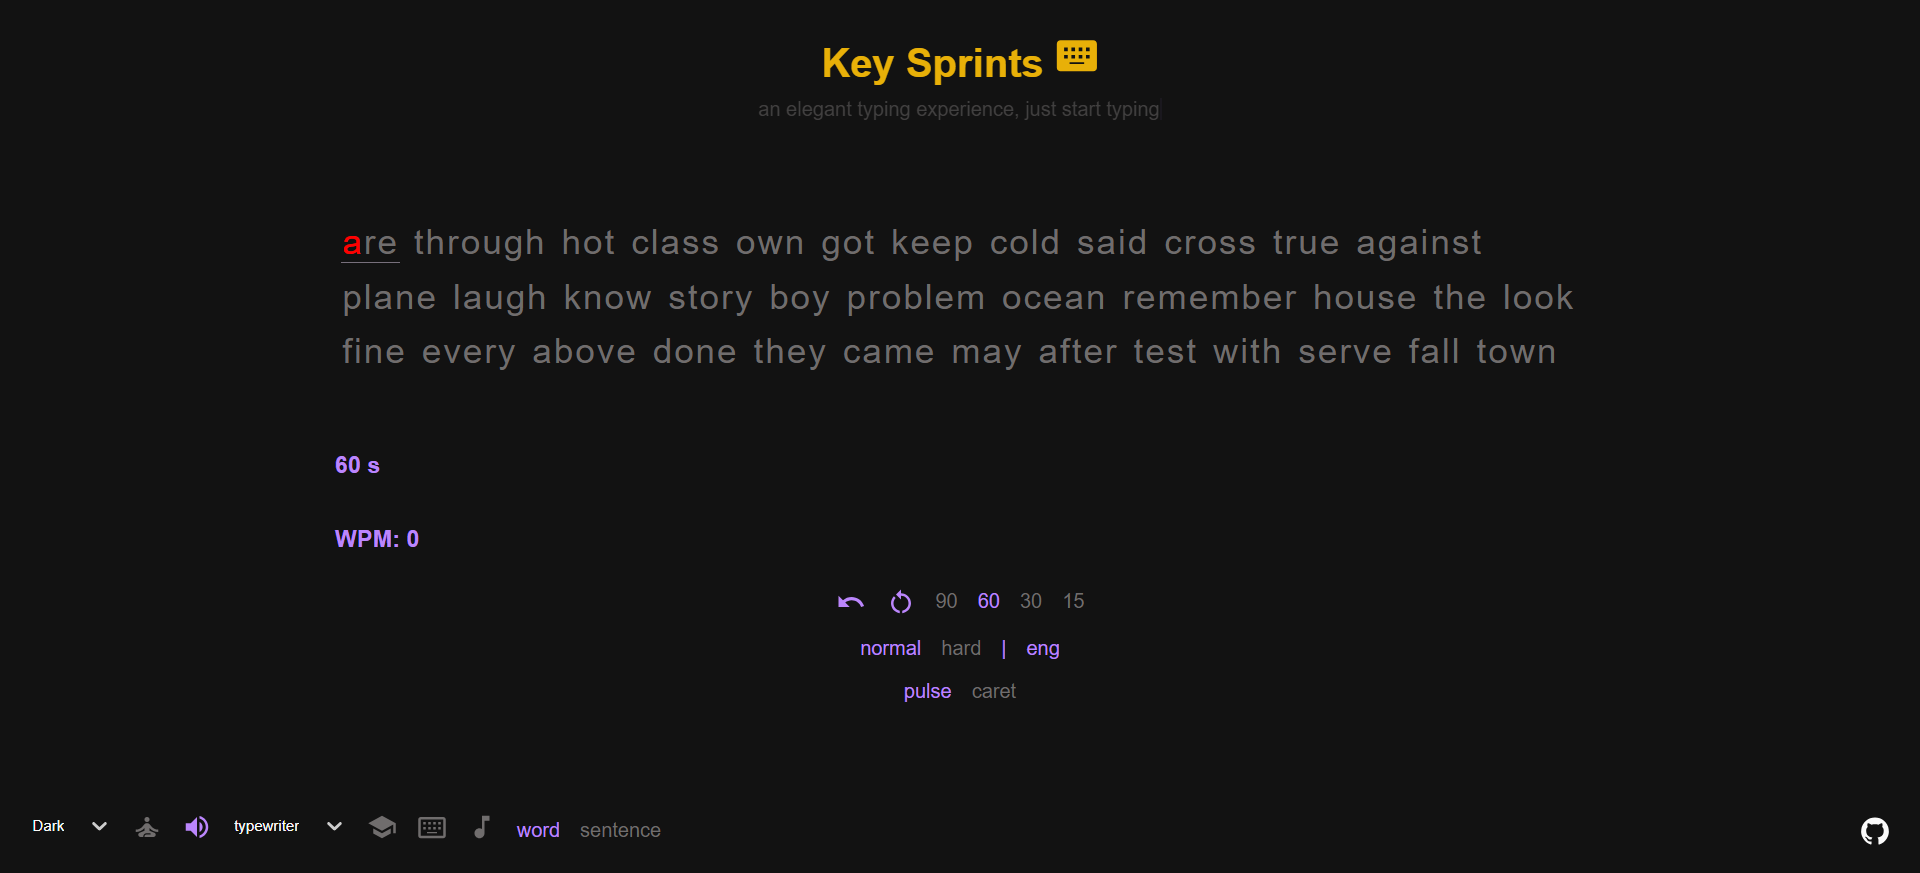 Key Sprints
an elegant typing experience, just start typing
are through hot class own got keep cold said cross true against
plane laugh know story boy problem ocean remember house the look
fine every above done they came may after test with serve fall town
60 s
WPM: 0
90 60 30 15
normal hard | eng
pulse caret
Dark typewriter word sentence